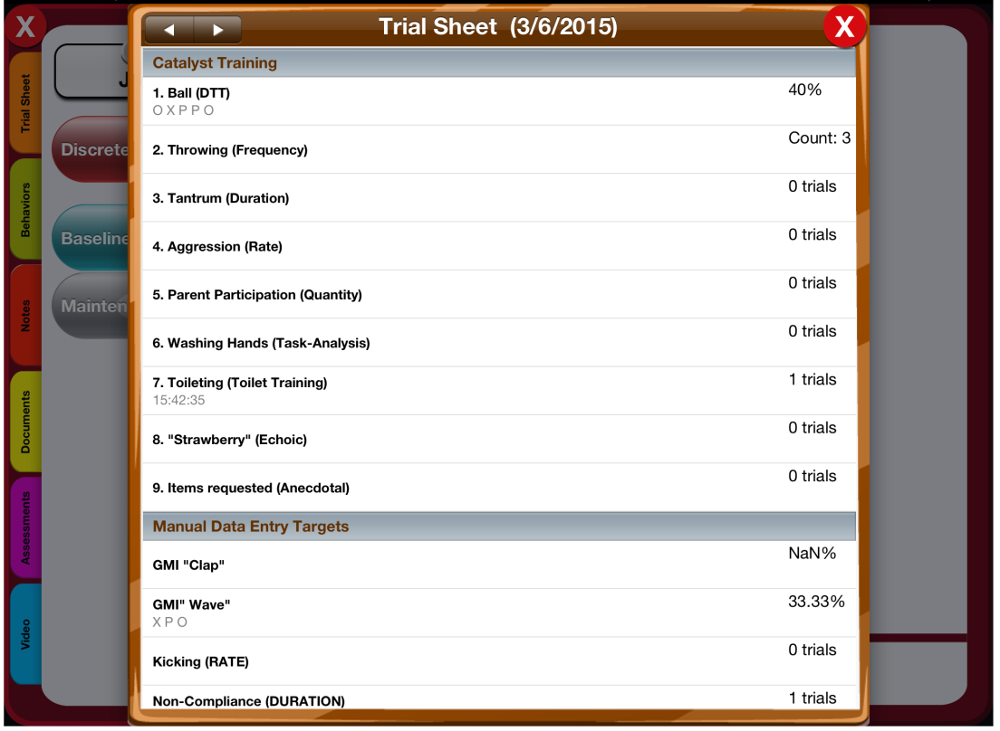 X
Trial Sheet (3/6/2015)
X
Trial Sheet
Behaviors
Notes
Documents
Assessments
Video
J
Discrete
Baseline
Mainten
Catalyst Training
1. Ball (DTT)
40%
O X P P O
2. Throwing (Frequency)
Count: 3
3. Tantrum (Duration)
0 trials
4. Aggression (Rate)
0 trials
5. Parent Participation (Quantity)
0 trials
6. Washing Hands (Task-Analysis)
0 trials
7. Toileting (Toilet Training)
1 trials
15:42:35
8. "Strawberry" (Echoic)
0 trials
9. Items requested (Anecdotal)
0 trials
Manual Data Entry Targets
GMI "Clap"
NaN%
GMI" Wave"
33.33%
X P O
Kicking (RATE)
0 trials
Non-Compliance (DURATION)
1 trials